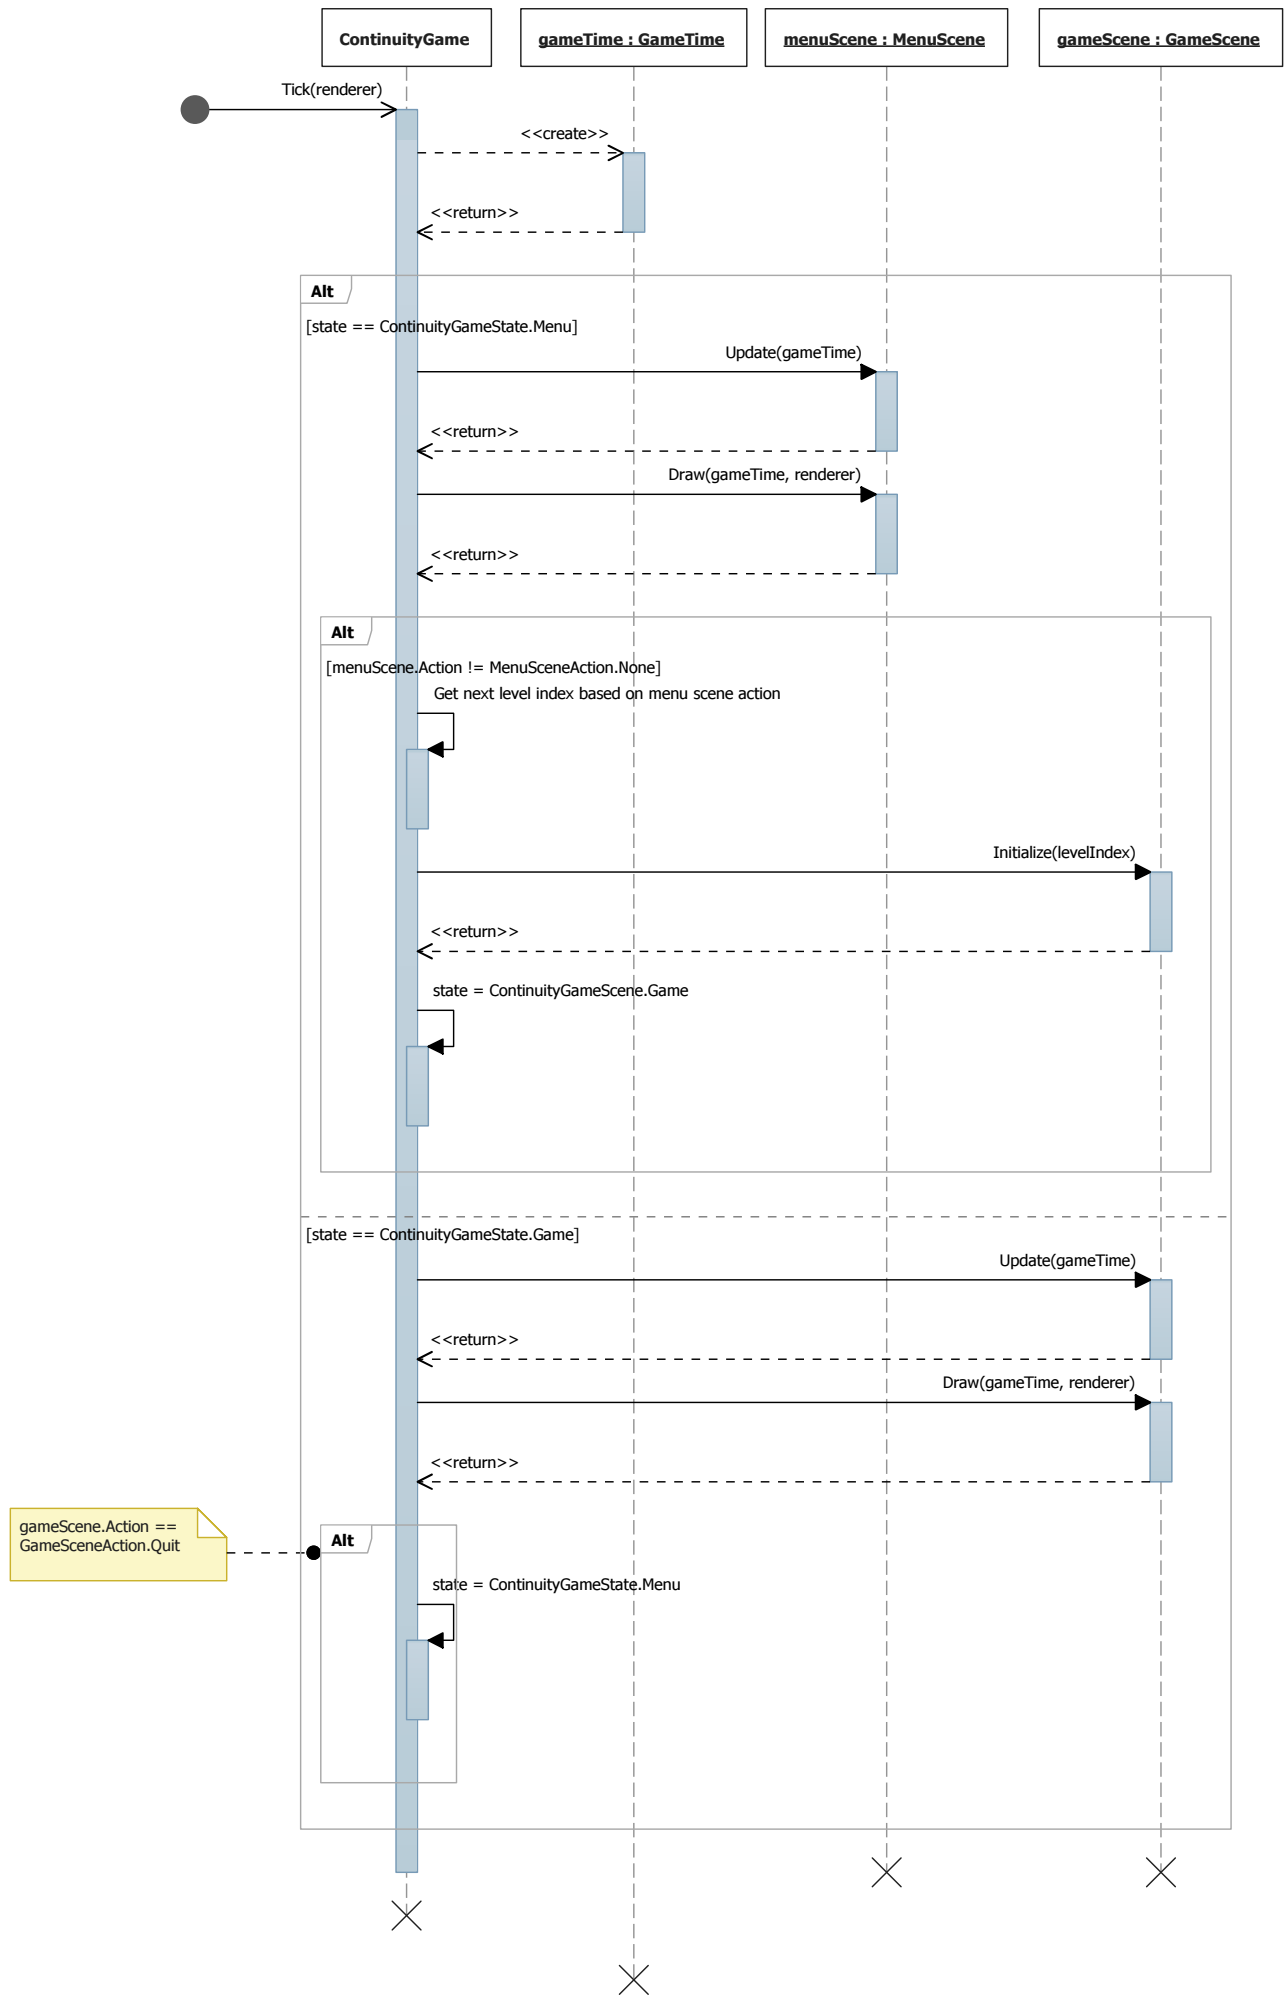 ContinuityGame
gameTime : GameTime
menuScene : MenuScene
gameScene : GameScene
Tick(renderer)
<<create>>
<<return>>
Alt
[state == ContinuityGameState.Menu]
Update(gameTime)
<<return>>
Draw(gameTime, renderer)
<<return>>
Alt
[menuScene.Action != MenuSceneAction.None]
Get next level index based on menu scene action
Initialize(levelIndex)
<<return>>
state = ContinuityGameScene.Game
[state == ContinuityGameState.Game]
Update(gameTime)
<<return>>
Draw(gameTime, renderer)
<<return>>
gameScene.Action ==
GameSceneAction.Quit
Alt
state = ContinuityGameState.Menu